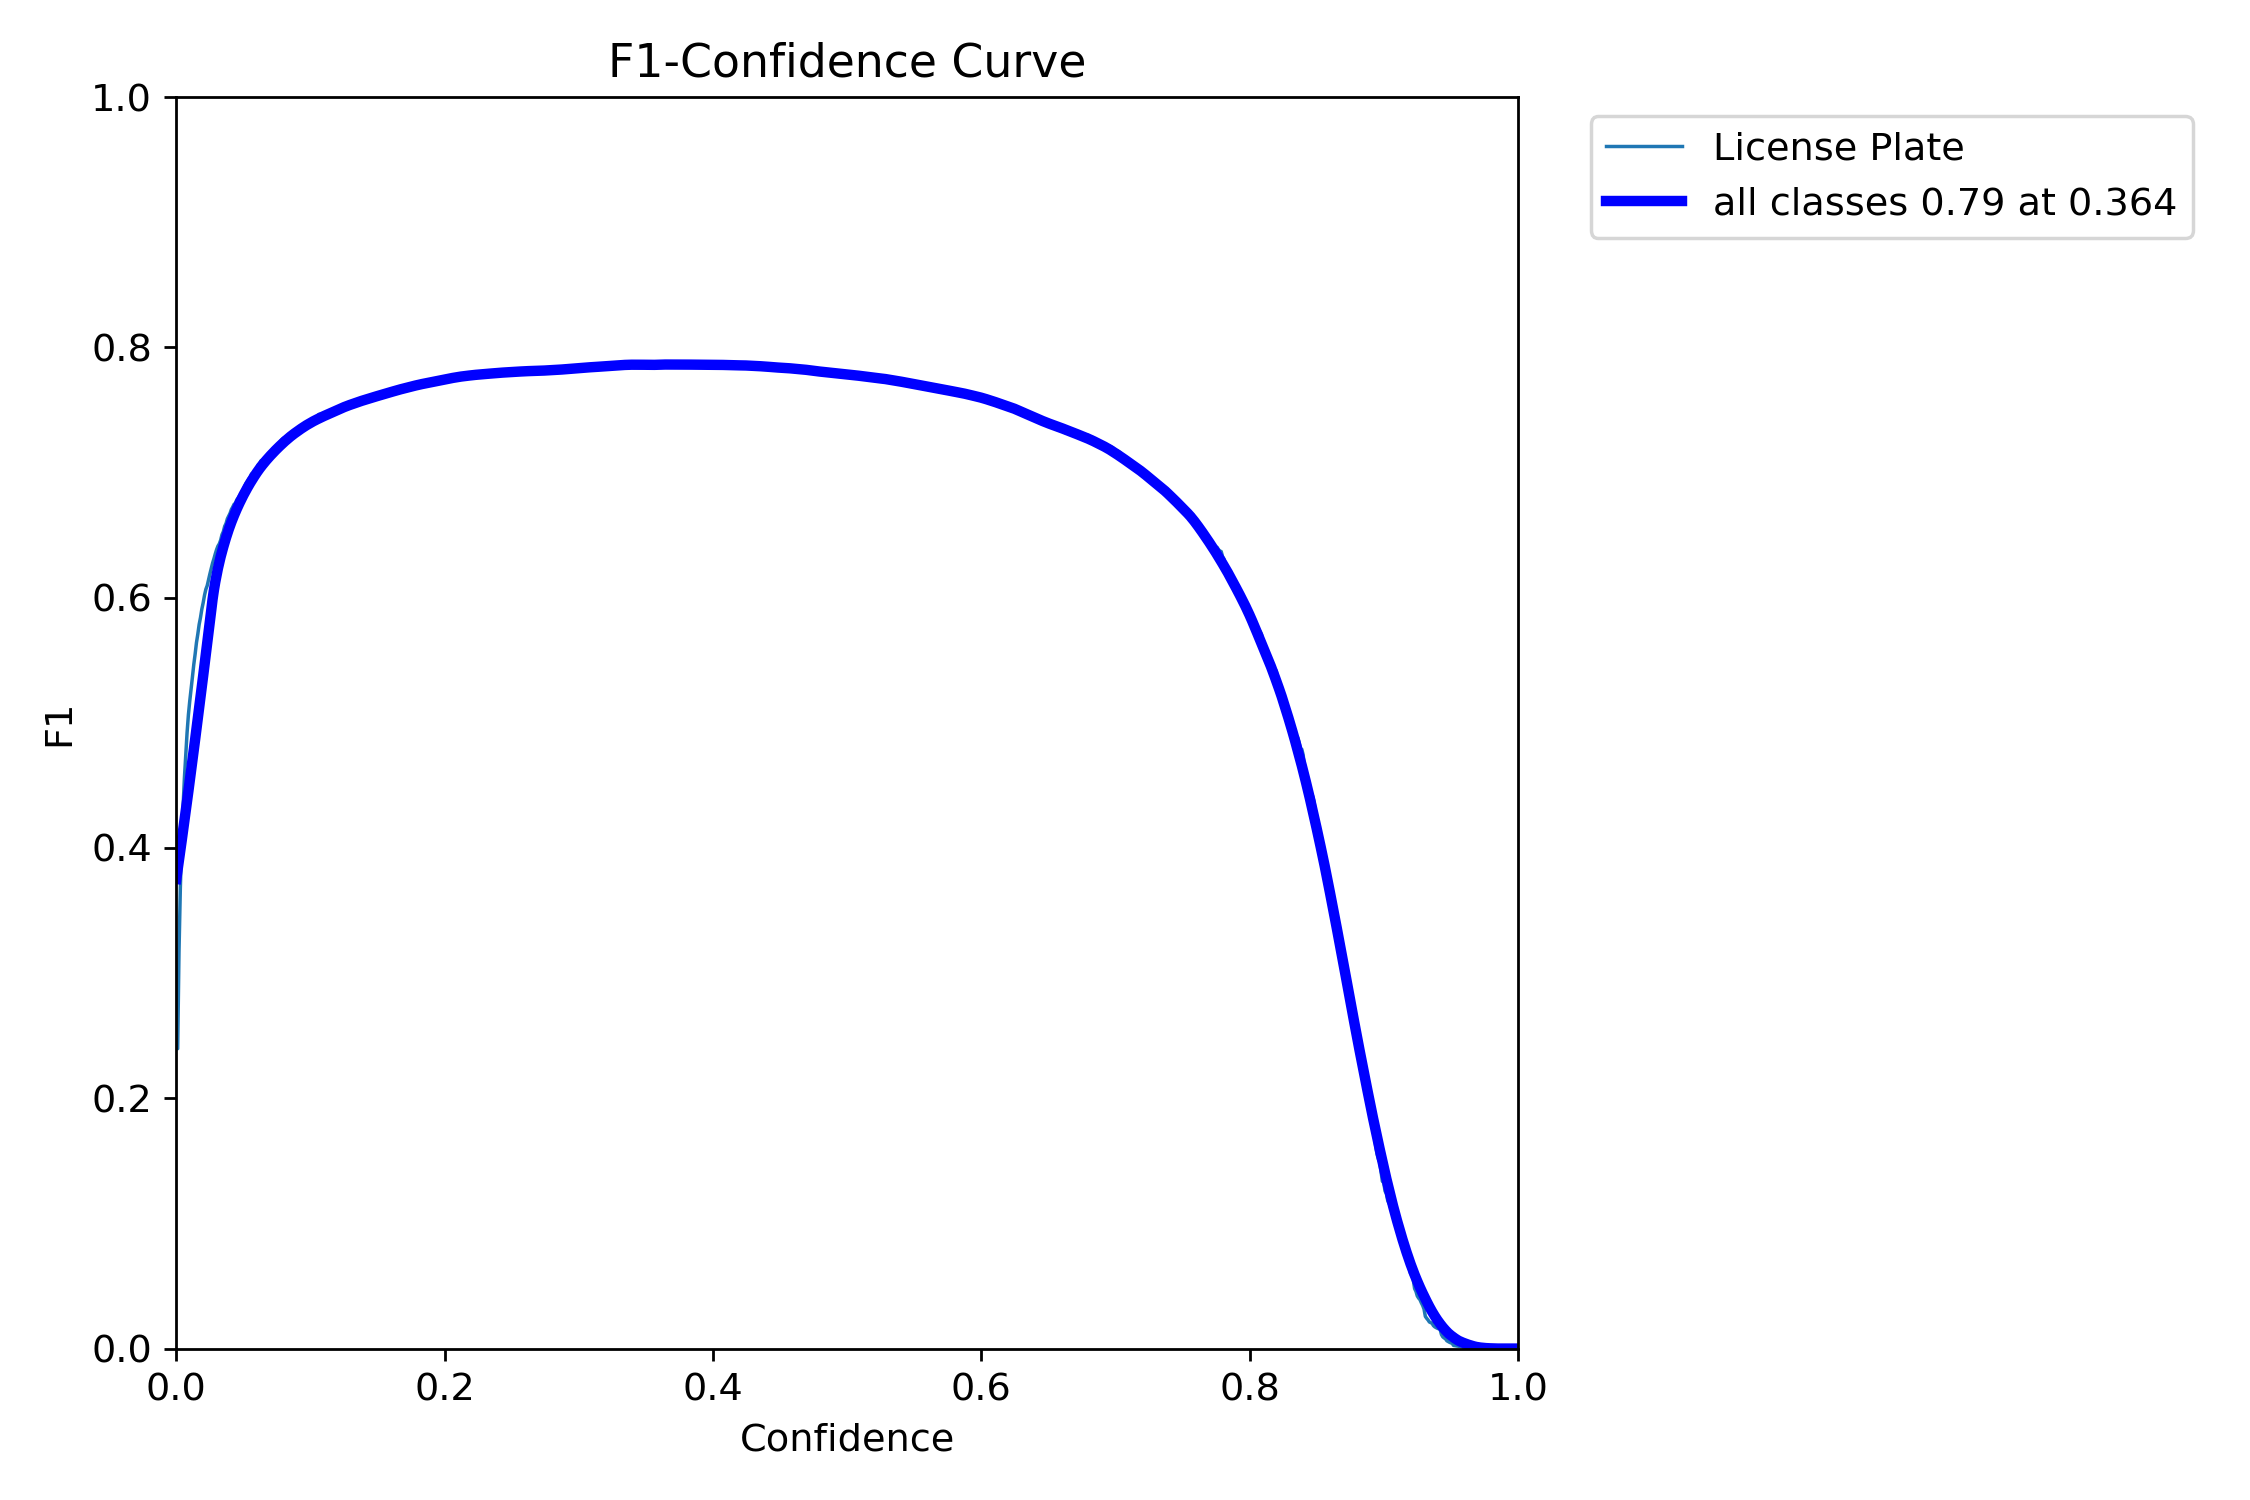 F1-Confidence Curve
1.0
0.8
0.6
0.4
0.2
0.0
F1
0.0 0.2 0.4 0.6 0.8 1.0
Confidence
License Plate
all classes 0.79 at 0.364